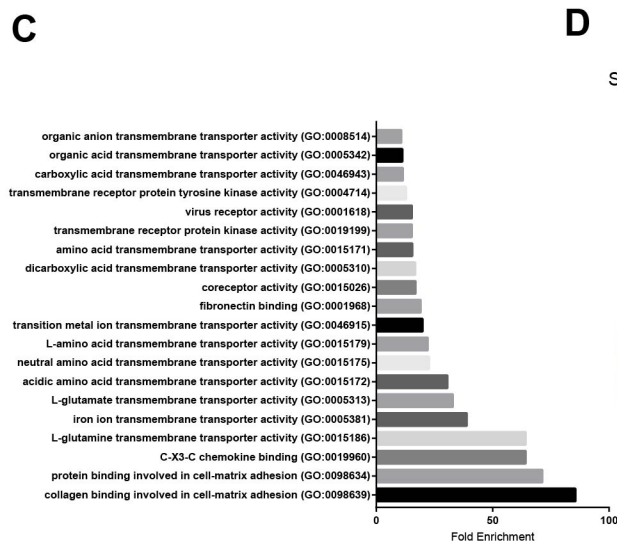 C
D
S
organic anion transmembrane transporter activity (GO:0008514)
organic acid transmembrane transporter activity (GO:0005342)
carboxylic acid transmembrane transporter activity (GO:0046943)
transmembrane receptor protein tyrosine kinase activity (GO:0004714)
virus receptor activity (GO:0001618)
transmembrane receptor protein kinase activity (GO:0019199)
amino acid transmembrane transporter activity (GO:0015171)
dicarboxylic acid transmembrane transporter activity (GO:0005310)
coreceptor activity (GO:0015026)
fibronectin binding (GO:0001968)
transition metal ion transmembrane transporter activity (GO:0046915)
L-amino acid transmembrane transporter activity (GO:0015179)
neutral amino acid transmembrane transporter activity (GO:0015175)
acidic amino acid transmembrane transporter activity (GO:0015172)
L-glutamate transmembrane transporter activity (GO:0005313)
iron ion transmembrane transporter activity (GO:0005381)
L-glutamine transmembrane transporter activity (GO:0015186)
C-X3-C chemokine binding (GO:0019960)
protein binding involved in cell-matrix adhesion (GO:0098634)
collagen binding involved in cell-matrix adhesion (GO:0098639)
0 50 100
Fold Enrichment